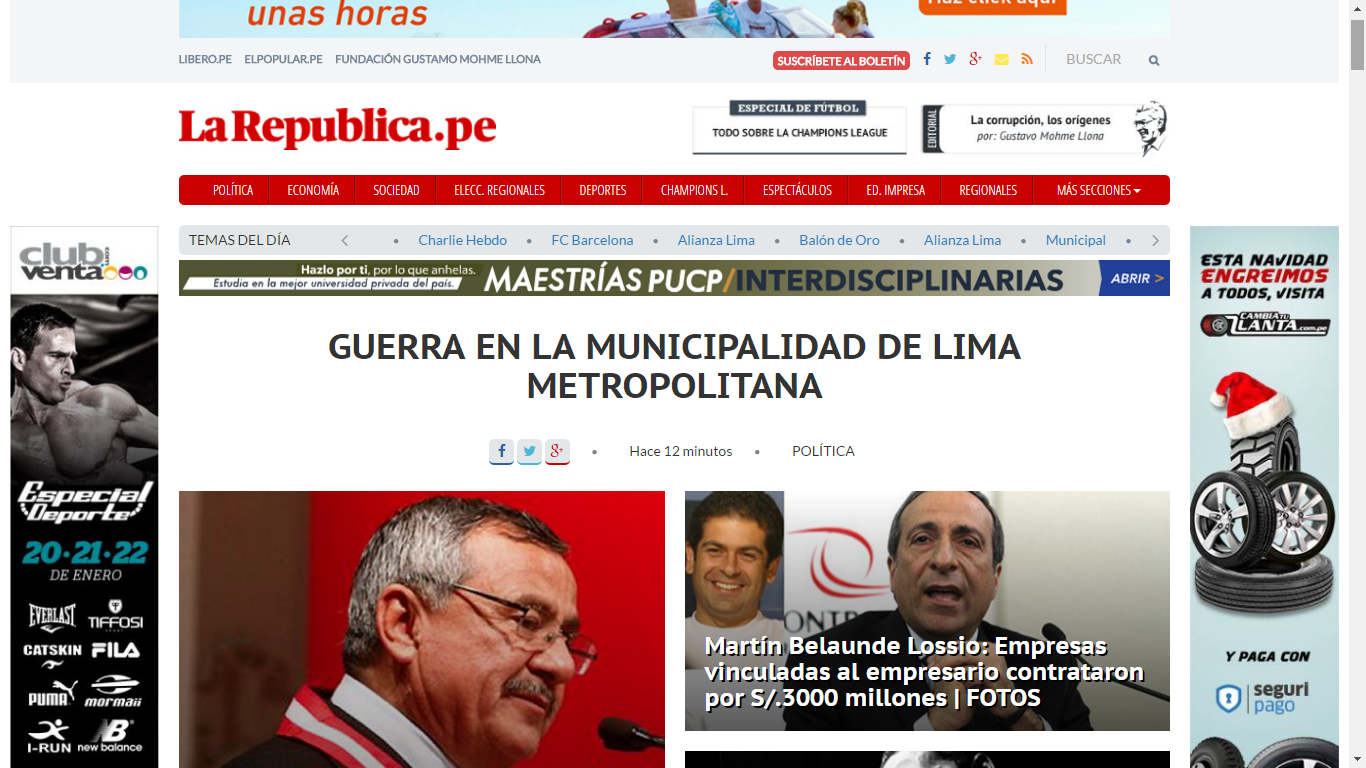 unas horas
Haz click aquí
LIBERO.PE ELPOPULAR.PE FUNDACIÓN GUSTAMO MOHME LLONA
SUSCRÍBETE AL BOLETÍN
BUSCAR
LaRepublica.pe
ESPECIAL DE FÚTBOL
TODO SOBRE LA CHAMPIONS LEAGUE
EDITORIAL
La corrupción, los orígenes
por: Gustavo Mohme Llona
POLÍTICA ECONOMÍA SOCIEDAD ELECC. REGIONALES DEPORTES CHAMPIONS L. ESPECTÁCULOS ED. IMPRESA REGIONALES MÁS SECCIONES
TEMAS DEL DÍA • Charlie Hebdo • FC Barcelona • Alianza Lima • Balón de Oro • Alianza Lima • Municipal •
Hazlo por ti, por lo que anhelas.
Estudia en la mejor universidad privada del país.
MAESTRÍAS PUCP/INTERDISCIPLINARIAS
ABRIR >
GUERRA EN LA MUNICIPALIDAD DE LIMA
METROPOLITANA
• Hace 12 minutos • POLÍTICA
Martín Belaunde Lossio: Empresas
vinculadas al empresario contrataron
por S/.3000 millones | FOTOS
club
venta.com
Especial
Deporte
20·21·22
DE ENERO
EVERLAST TIFFOSI
CATSKIN FILA
PUMA mormaii
I-RUN new balance
ESTA NAVIDAD
ENGREIMOS
A TODOS, VISITA
CAMBIATU
LLANTA.com.pe
Y PAGA CON
seguri
pago